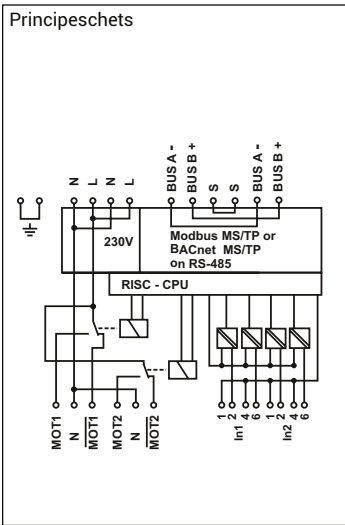 Principeschets
N L N L BUS A - BUS B + S S BUS A - BUS B +
230V
Modbus MS/TP or
BACnet MS/TP
on RS-485
RISC - CPU
MOT1 N MOT1 MOT2 N MOT2 1 2 4 6 1 2 4 6
In1 In2